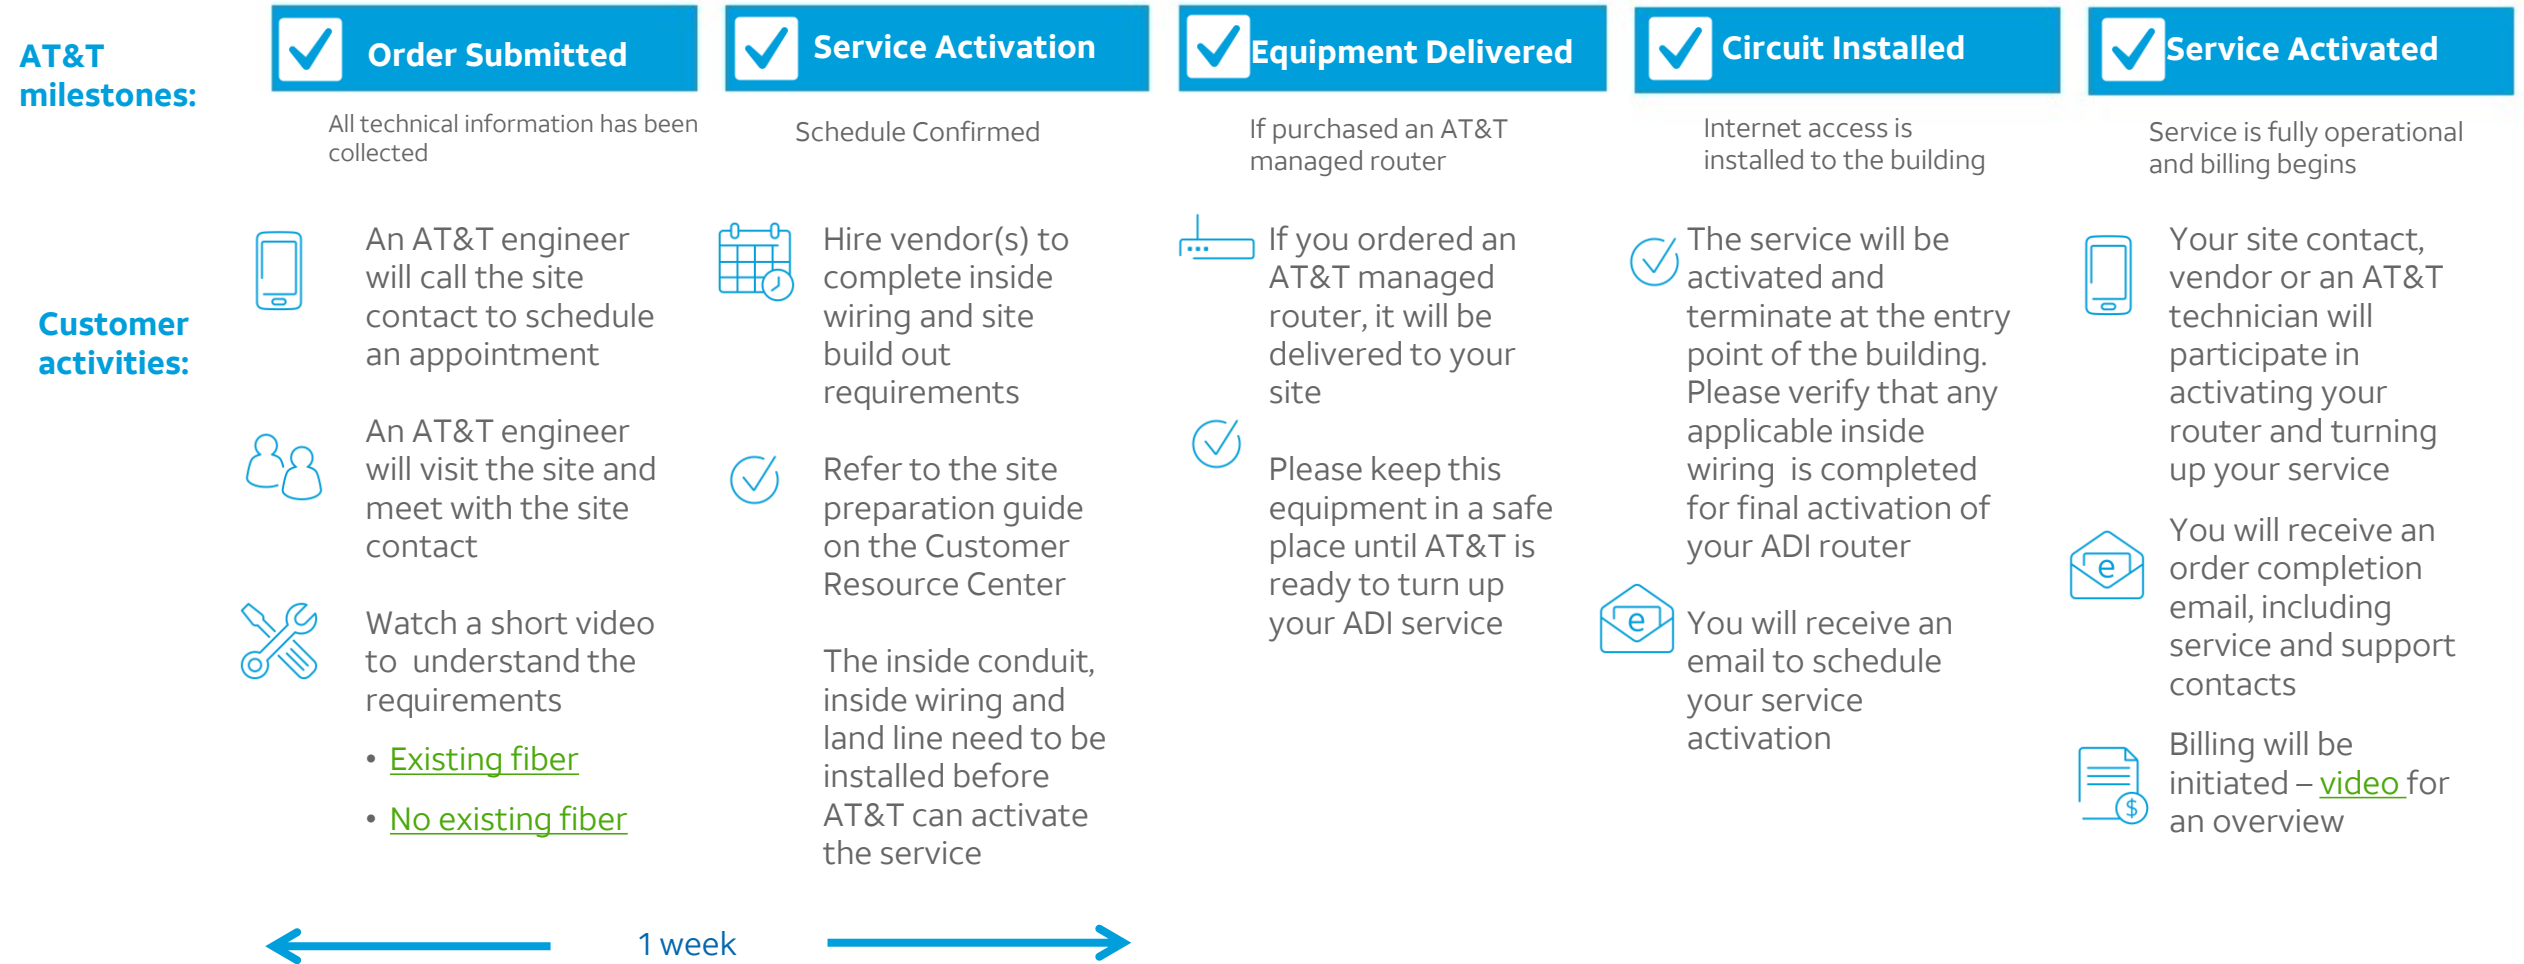 AT&T
milestones:
Order Submitted
All technical information has been
collected
Service Activation
Schedule Confirmed
Equipment Delivered
If purchased an AT&T
managed router
Circuit Installed
Internet access is
installed to the building
Service Activated
Service is fully operational
and billing begins
Customer
activities:
An AT&T engineer
will call the site
contact to schedule
an appointment
An AT&T engineer
will visit the site and
meet with the site
contact
Watch a short video
to understand the
requirements
• Existing fiber
• No existing fiber
Hire vendor(s) to
complete inside
wiring and site
build out
requirements
Refer to the site
preparation guide
on the Customer
Resource Center
The inside conduit,
inside wiring and
land line need to be
installed before
AT&T can activate
the service
If you ordered an
AT&T managed
router, it will be
delivered to your
site
Please keep this
equipment in a safe
place until AT&T is
ready to turn up
your ADI service
The service will be
activated and
terminate at the entry
point of the building.
Please verify that any
applicable inside
wiring is completed
for final activation of
your ADI router
e
You will receive an
email to schedule
your service
activation
Your site contact,
vendor or an AT&T
technician will
participate in
activating your
router and turning
up your service
e
You will receive an
order completion
email, including
service and support
contacts
$
Billing will be
initiated – video for
an overview
1 week